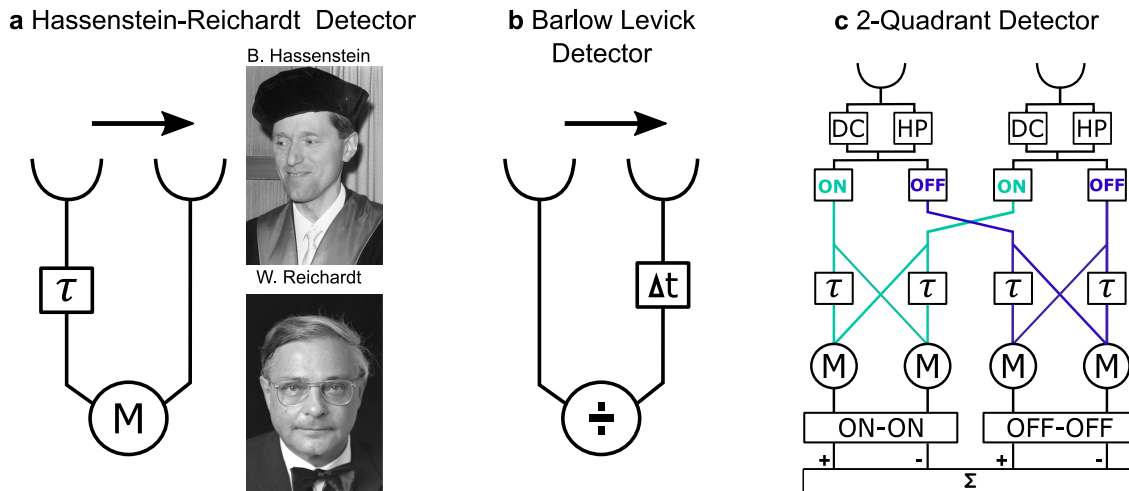 a Hassenstein-Reichardt Detector
B. Hassenstein
W. Reichardt
τ
M
b Barlow Levick
Detector
Δt
÷
c 2-Quadrant Detector
DC HP DC HP
ON OFF ON OFF
τ τ τ τ
M M M M
ON-ON OFF-OFF
+ - + -
Σ